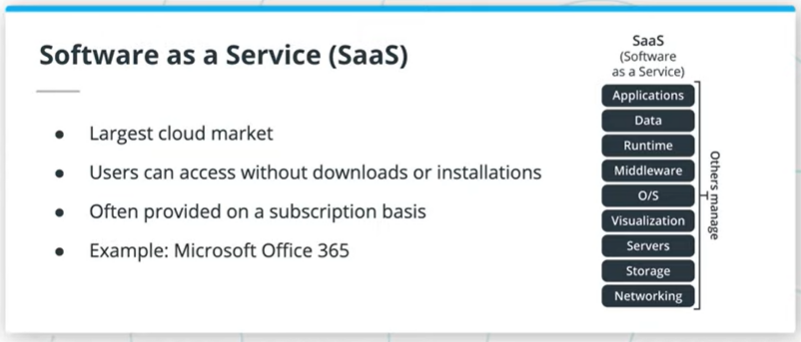 Software as a Service (SaaS)
● Largest cloud market
● Users can access without downloads or installations
● Often provided on a subscription basis
● Example: Microsoft Office 365
SaaS
(Software
as a Service)
Applications
Data
Runtime
Middleware
O/S
Visualization
Servers
Storage
Networking
Others manage